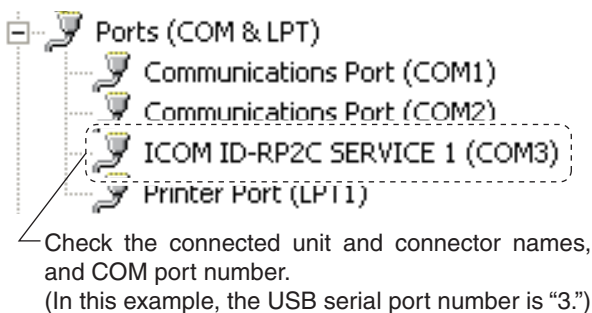 Ports (COM & LPT)
Communications Port (COM1)
Communications Port (COM2)
ICOM ID-RP2C SERVICE 1 (COM3)
Printer Port (LPT1)
Check the connected unit and connector names,
and COM port number.
(In this example, the USB serial port number is “3.”)